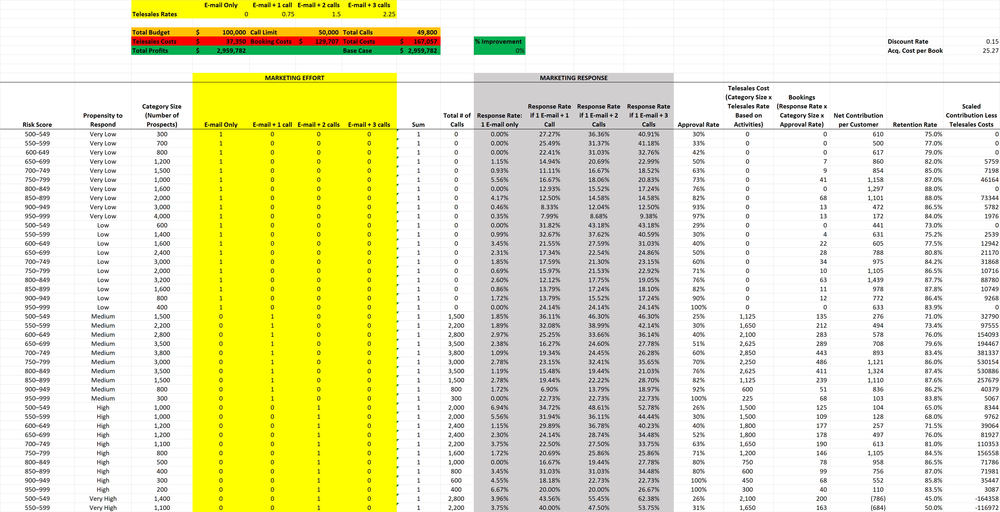 E-mail Only E-mail + 1 call E-mail + 2 calls E-mail + 3 calls
Telesales Rates 0 0.75 1.5 2.25
Total Budget $ 100,000 Call Limit 50,000 Total Calls 49,800
Telesales Costs $ 37,350 Booking Costs $ 129,707 Total Costs $ 167,057 % Improvement Discount Rate 0.15
Total Profits $ 2,959,782 Base Case $ 2,959,782 0% Acq. Cost per Book 25.27
MARKETING EFFORT MARKETING RESPONSE
Risk Score Propensity to Respond Category Size (Number of Prospects) E-mail Only E-mail + 1 call E-mail + 2 calls E-mail + 3 calls Sum Total # of Calls Response Rate: 1 E-mail only Response Rate if 1 E-mail + 1 Call Response Rate if 1 E-mail + 2 Calls Response Rate if 1 E-mail + 3 Calls Approval Rate Telesales Cost (Category Size x Telesales Rate Based on Activities) Bookings (Response Rate x Category Size x Approval Rate) Net Contribution per Customer Retention Rate Scaled Contribution Less Telesales Costs
500–549 Very Low 300 1 0 0 0 1 0 0.00% 27.27% 36.36% 40.91% 30% 0 0 610 75.0% 0
550–599 Very Low 700 1 0 0 0 1 0 0.00% 25.49% 31.37% 41.18% 33% 0 0 500 77.0% 0
600-649 Very Low 800 1 0 0 0 1 0 0.00% 22.41% 31.03% 32.76% 42% 0 0 617 79.0% 0
650–699 Very Low 1,200 1 0 0 0 1 0 1.15% 14.94% 20.69% 22.99% 50% 0 7 860 82.0% 5759
700–749 Very Low 1,500 1 0 0 0 1 0 0.93% 11.11% 16.67% 18.52% 63% 0 9 854 85.0% 7198
750–799 Very Low 1,000 1 0 0 0 1 0 5.56% 16.67% 18.06% 20.83% 73% 0 41 1,158 87.0% 46164
800–849 Very Low 1,600 1 0 0 0 1 0 0.00% 12.93% 15.52% 17.24% 76% 0 0 1,297 88.0% 0
850–899 Very Low 2,000 1 0 0 0 1 0 4.17% 12.50% 14.58% 14.58% 82% 0 68 1,101 88.0% 73344
900–949 Very Low 3,000 1 0 0 0 1 0 0.46% 8.33% 12.04% 12.50% 93% 0 13 472 86.5% 5782
950–999 Very Low 4,000 1 0 0 0 1 0 0.35% 7.99% 8.68% 9.38% 97% 0 13 172 84.0% 1976
500–549 Low 600 1 0 0 0 1 0 0.00% 31.82% 43.18% 43.18% 29% 0 0 441 73.0% 0
550–599 Low 1,400 1 0 0 0 1 0 0.99% 32.67% 37.62% 40.59% 30% 0 4 631 75.2% 2539
600–649 Low 1,600 1 0 0 0 1 0 3.45% 21.55% 27.59% 31.03% 40% 0 22 605 77.5% 12942
650–699 Low 2,400 1 0 0 0 1 0 2.31% 17.34% 22.54% 24.86% 50% 0 28 788 80.8% 21170
700–749 Low 3,000 1 0 0 0 1 0 1.85% 17.59% 21.30% 23.15% 60% 0 34 975 84.2% 31868
750–799 Low 2,000 1 0 0 0 1 0 0.69% 15.97% 21.53% 22.92% 71% 0 10 1,105 86.5% 10716
800–849 Low 3,200 1 0 0 0 1 0 2.60% 12.12% 17.75% 19.05% 76% 0 63 1,439 87.7% 88780
850–899 Low 1,600 1 0 0 0 1 0 0.86% 13.79% 17.24% 18.10% 82% 0 11 978 87.8% 10749
900–949 Low 800 1 0 0 0 1 0 1.72% 13.79% 15.52% 17.24% 90% 0 12 772 86.4% 9268
950–999 Low 400 1 0 0 0 1 0 0.00% 24.14% 24.14% 24.14% 100% 0 0 633 83.9% 0
500–549 Medium 1,500 0 1 0 0 1 1,500 1.85% 36.11% 46.30% 46.30% 25% 1,125 135 276 71.0% 32790
550–599 Medium 2,200 0 1 0 0 1 2,200 1.89% 32.08% 38.99% 42.14% 30% 1,650 212 494 73.4% 97555
600–649 Medium 2,800 0 1 0 0 1 2,800 2.97% 25.25% 33.66% 36.14% 40% 2,100 283 578 76.0% 154093
650–699 Medium 3,500 0 1 0 0 1 3,500 2.38% 16.27% 24.60% 27.78% 51% 2,625 289 708 79.6% 194467
700–749 Medium 3,800 0 1 0 0 1 3,800 1.09% 19.34% 24.45% 26.28% 60% 2,850 443 893 83.4% 381337
750–799 Medium 3,000 0 1 0 0 1 3,000 2.78% 23.15% 32.41% 35.65% 70% 2,250 486 1,121 86.0% 530154
800–849 Medium 3,500 0 1 0 0 1 3,500 1.19% 15.48% 19.44% 21.03% 76% 2,625 411 1,324 87.4% 530886
850–899 Medium 1,500 0 1 0 0 1 1,500 2.78% 19.44% 22.22% 28.70% 82% 1,125 239 1,110 87.6% 257679
900–949 Medium 800 0 1 0 0 1 800 1.72% 6.90% 13.79% 18.97% 92% 600 51 836 86.2% 40379
950–999 Medium 300 0 1 0 0 1 300 0.00% 22.73% 22.73% 22.73% 100% 225 68 103 83.8% 5067
500–549 High 1,000 0 0 1 0 1 2,000 6.94% 34.72% 48.61% 52.78% 26% 1,500 125 104 65.0% 8344
550–599 High 1,000 0 0 1 0 1 2,000 5.56% 31.94% 36.11% 44.44% 30% 1,500 109 128 68.0% 9762
600–649 High 1,200 0 0 1 0 1 2,400 1.15% 29.89% 36.78% 40.23% 40% 1,800 177 257 71.5% 39064
650–699 High 1,200 0 0 1 0 1 2,400 2.30% 24.14% 28.74% 34.48% 52% 1,800 178 497 76.0% 81927
700–749 High 1,100 0 0 1 0 1 2,200 3.75% 22.50% 27.50% 33.75% 63% 1,650 190 613 81.0% 110353
750–799 High 800 0 0 1 0 1 1,600 1.72% 20.69% 25.86% 25.86% 71% 1,200 146 1,105 84.5% 156558
800–849 High 500 0 0 1 0 1 1,000 0.00% 16.67% 19.44% 27.78% 80% 750 78 958 86.5% 71786
850–899 High 400 0 0 1 0 1 800 3.45% 31.03% 31.03% 34.48% 80% 600 99 756 87.0% 71981
900–949 High 300 0 0 1 0 1 600 4.55% 18.18% 22.73% 22.73% 100% 450 68 552 85.8% 35447
950–999 High 200 0 0 1 0 1 400 6.67% 20.00% 20.00% 26.67% 100% 300 40 110 83.5% 3087
500–549 Very High 1,400 0 0 1 0 1 2,800 3.96% 43.56% 55.45% 62.38% 26% 2,100 200 (786) 45.0% -164358
550–599 Very High 1,100 0 0 1 0 1 2,200 3.75% 40.00% 47.50% 53.75% 31% 1,650 163 (684) 50.0% -116972